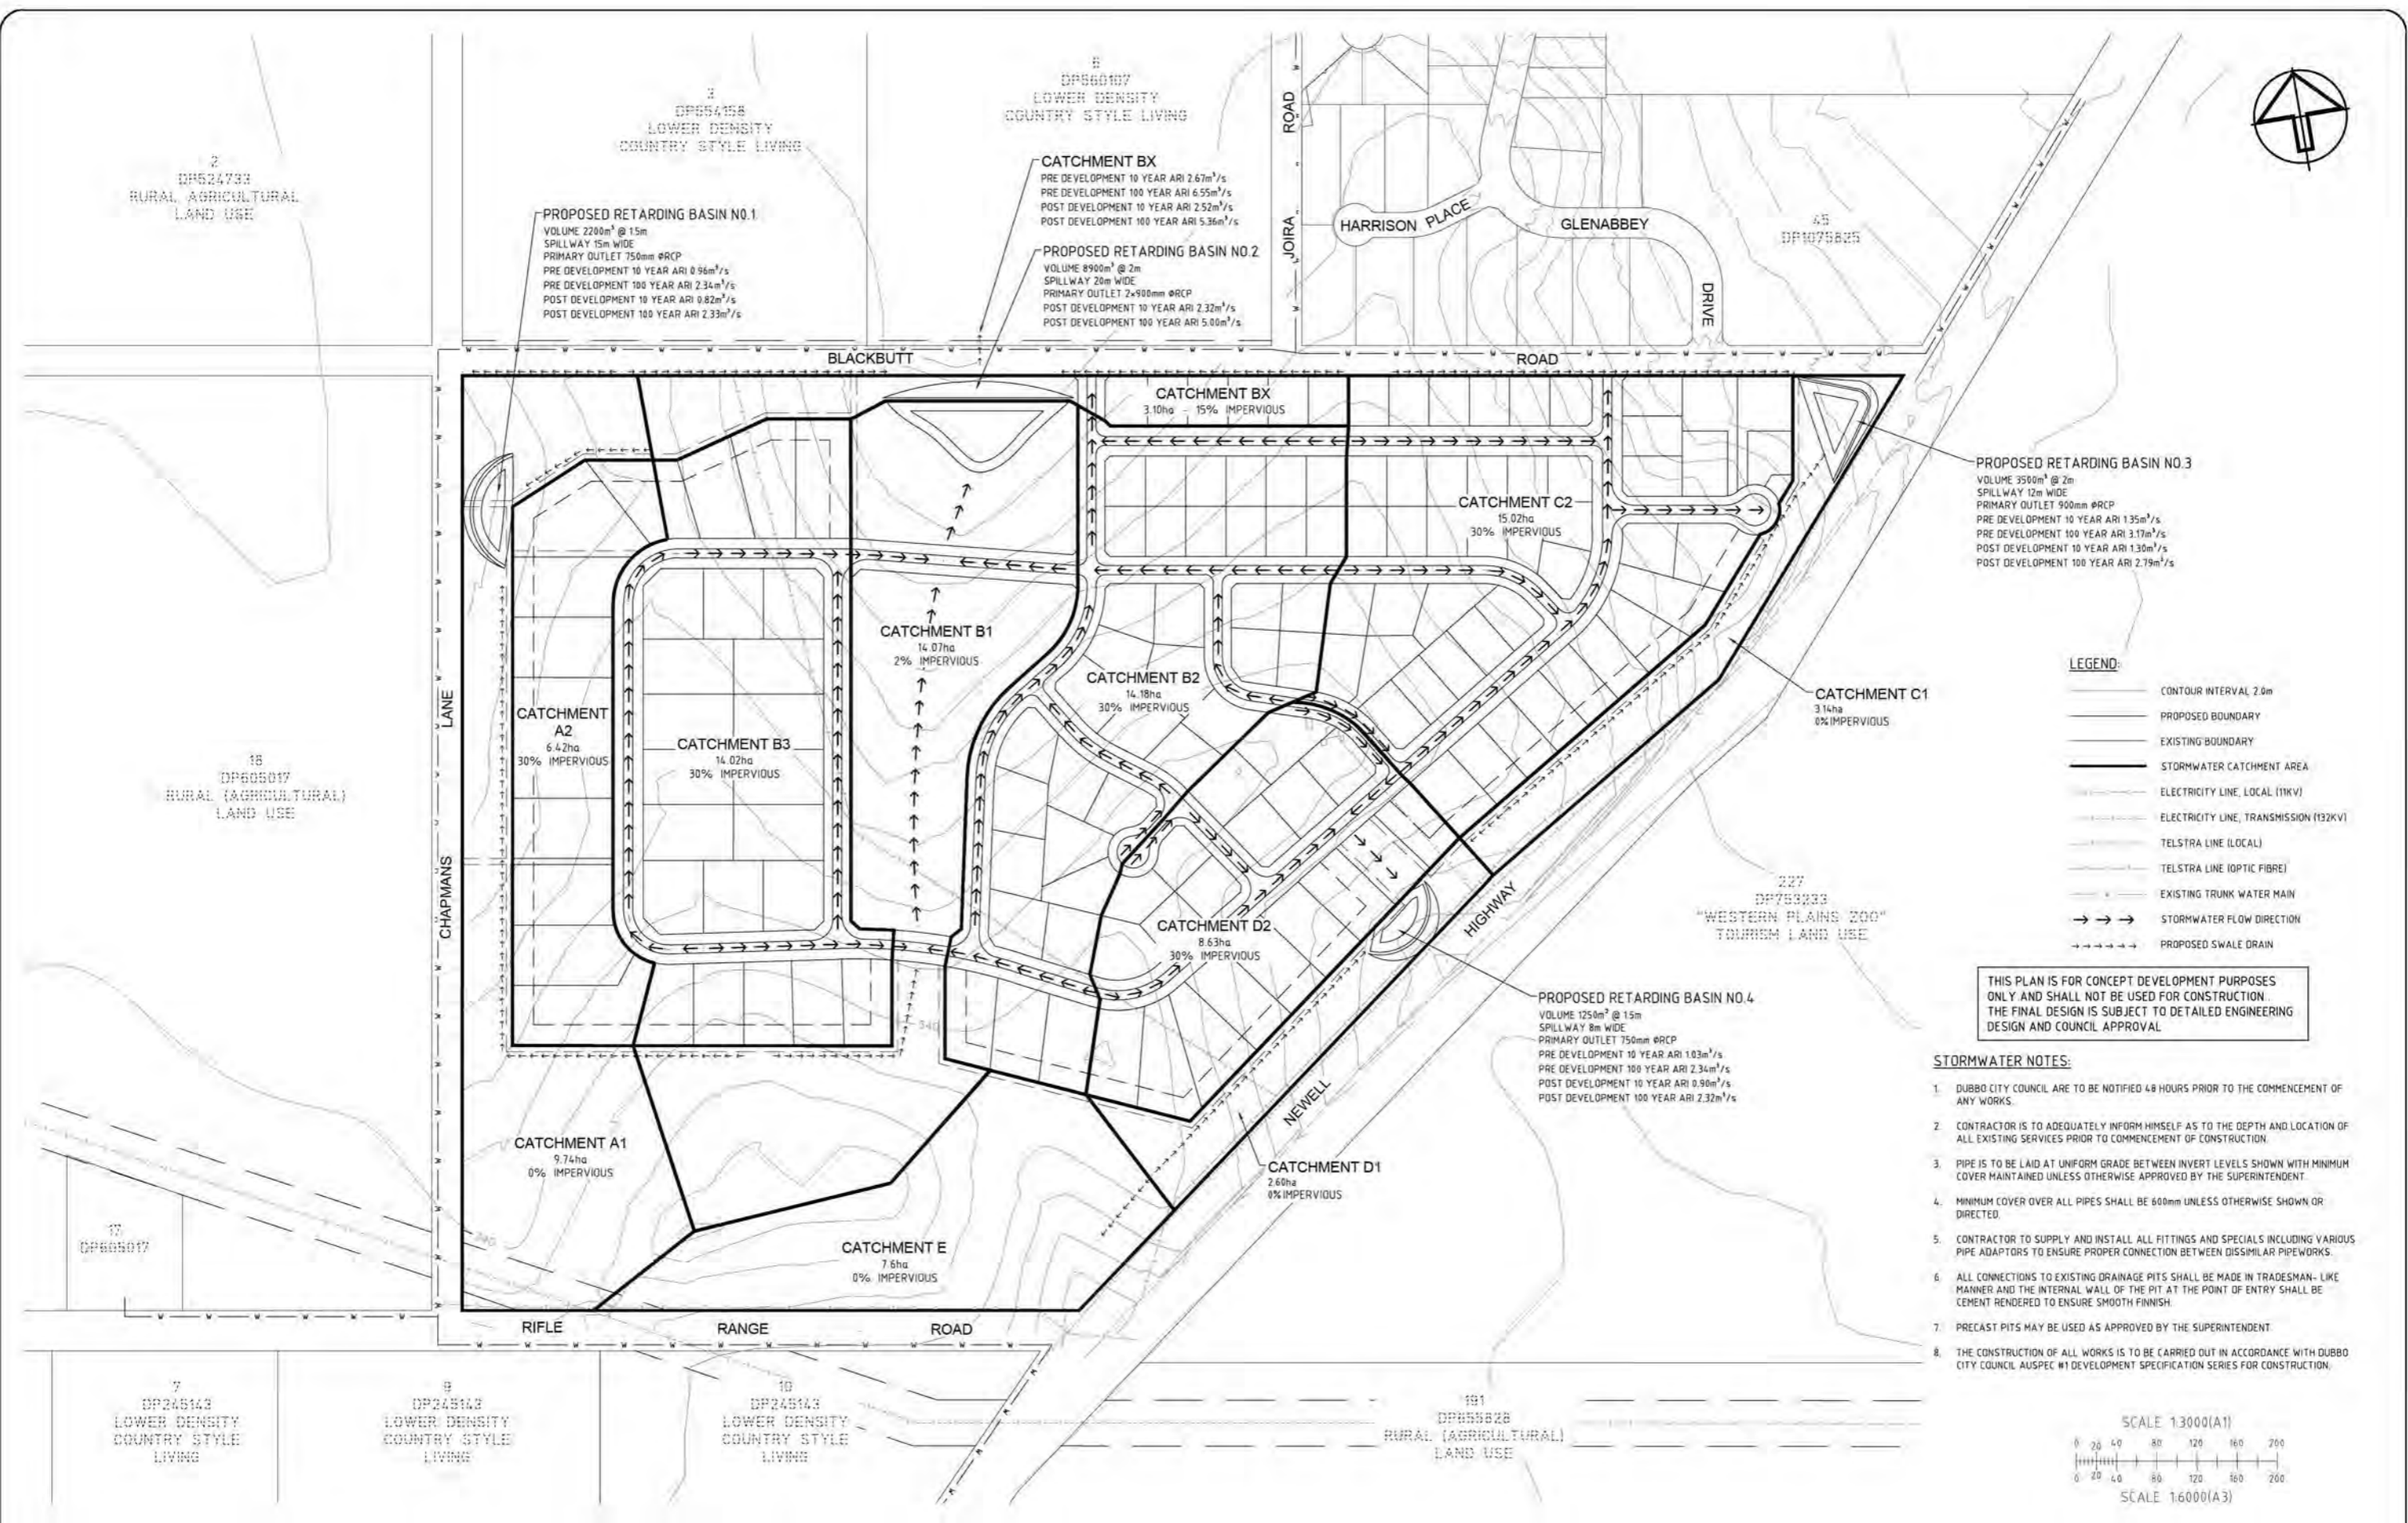 2
DP524733
RURAL AGRICULTURAL
LAND USE
3
DP554158
LOWER DENSITY
COUNTRY STYLE LIVING
6
DP560107
LOWER DENSITY
COUNTRY STYLE LIVING
PROPOSED RETARDING BASIN NO.1
VOLUME 2200m³ @ 1.5m
SPILLWAY 15m WIDE
PRIMARY OUTLET 750mm ØRCP
PRE DEVELOPMENT 10 YEAR ARI 0.96m³/s
PRE DEVELOPMENT 100 YEAR ARI 2.34m³/s
POST DEVELOPMENT 10 YEAR ARI 0.82m³/s
POST DEVELOPMENT 100 YEAR ARI 2.33m³/s
CATCHMENT BX
PRE DEVELOPMENT 10 YEAR ARI 2.67m³/s
PRE DEVELOPMENT 100 YEAR ARI 6.55m³/s
POST DEVELOPMENT 10 YEAR ARI 2.52m³/s
POST DEVELOPMENT 100 YEAR ARI 5.36m³/s
PROPOSED RETARDING BASIN NO.2
VOLUME 8900m³ @ 2m
SPILLWAY 20m WIDE
PRIMARY OUTLET 2x900mm ØRCP
POST DEVELOPMENT 10 YEAR ARI 2.32m³/s
POST DEVELOPMENT 100 YEAR ARI 5.00m³/s
JOIRA ROAD
HARRISON PLACE
GLENABBEY
DRIVE
45
DP1075825
BLACKBUTT
ROAD
CATCHMENT BX
3.10ha - 15% IMPERVIOUS
CATCHMENT C2
15.02ha
30% IMPERVIOUS
PROPOSED RETARDING BASIN NO.3
VOLUME 3500m³ @ 2m
SPILLWAY 12m WIDE
PRIMARY OUTLET 900mm ØRCP
PRE DEVELOPMENT 10 YEAR ARI 1.35m³/s
PRE DEVELOPMENT 100 YEAR ARI 3.17m³/s
POST DEVELOPMENT 10 YEAR ARI 1.30m³/s
POST DEVELOPMENT 100 YEAR ARI 2.79m³/s
CATCHMENT B1
14.07ha
2% IMPERVIOUS
CATCHMENT B2
14.18ha
30% IMPERVIOUS
CATCHMENT C1
3.14ha
0% IMPERVIOUS
CATCHMENT
A2
6.42ha
30% IMPERVIOUS
CATCHMENT B3
14.02ha
30% IMPERVIOUS
CHAPMANS LANE
18
DP605017
RURAL (AGRICULTURAL)
LAND USE
CATCHMENT D2
8.63ha
30% IMPERVIOUS
227
DP753233
"WESTERN PLAINS ZOO"
TOURISM LAND USE
NEWELL HIGHWAY
340
PROPOSED RETARDING BASIN NO.4
VOLUME 1250m³ @ 1.5m
SPILLWAY 8m WIDE
PRIMARY OUTLET 750mm ØRCP
PRE DEVELOPMENT 10 YEAR ARI 1.03m³/s
PRE DEVELOPMENT 100 YEAR ARI 2.34m³/s
POST DEVELOPMENT 10 YEAR ARI 0.90m³/s
POST DEVELOPMENT 100 YEAR ARI 2.32m³/s
CATCHMENT A1
9.74ha
0% IMPERVIOUS
CATCHMENT D1
2.60ha
0% IMPERVIOUS
CATCHMENT E
7.6ha
0% IMPERVIOUS
17
DP605017
RIFLE RANGE ROAD
7
DP245143
LOWER DENSITY
COUNTRY STYLE
LIVING
9
DP245143
LOWER DENSITY
COUNTRY STYLE
LIVING
10
DP245143
LOWER DENSITY
COUNTRY STYLE
LIVING
191
DP655828
RURAL (AGRICULTURAL)
LAND USE
LEGEND:
CONTOUR INTERVAL 2.0m
PROPOSED BOUNDARY
EXISTING BOUNDARY
STORMWATER CATCHMENT AREA
ELECTRICITY LINE, LOCAL (11KV)
ELECTRICITY LINE, TRANSMISSION (132KV)
TELSTRA LINE (LOCAL)
TELSTRA LINE (OPTIC FIBRE)
EXISTING TRUNK WATER MAIN
STORMWATER FLOW DIRECTION
PROPOSED SWALE DRAIN
THIS PLAN IS FOR CONCEPT DEVELOPMENT PURPOSES
ONLY AND SHALL NOT BE USED FOR CONSTRUCTION.
THE FINAL DESIGN IS SUBJECT TO DETAILED ENGINEERING
DESIGN AND COUNCIL APPROVAL
STORMWATER NOTES:
1. DUBBO CITY COUNCIL ARE TO BE NOTIFIED 48 HOURS PRIOR TO THE COMMENCEMENT OF
ANY WORKS.
2. CONTRACTOR IS TO ADEQUATELY INFORM HIMSELF AS TO THE DEPTH AND LOCATION OF
ALL EXISTING SERVICES PRIOR TO COMMENCEMENT OF CONSTRUCTION.
3. PIPE IS TO BE LAID AT UNIFORM GRADE BETWEEN INVERT LEVELS SHOWN WITH MINIMUM
COVER MAINTAINED UNLESS OTHERWISE APPROVED BY THE SUPERINTENDENT.
4. MINIMUM COVER OVER ALL PIPES SHALL BE 600mm UNLESS OTHERWISE SHOWN OR
DIRECTED.
5. CONTRACTOR TO SUPPLY AND INSTALL ALL FITTINGS AND SPECIALS INCLUDING VARIOUS
PIPE ADAPTORS TO ENSURE PROPER CONNECTION BETWEEN DISSIMILAR PIPEWORKS.
6. ALL CONNECTIONS TO EXISTING DRAINAGE PITS SHALL BE MADE IN TRADESMAN- LIKE
MANNER AND THE INTERNAL WALL OF THE PIT AT THE POINT OF ENTRY SHALL BE
CEMENT RENDERED TO ENSURE SMOOTH FINNISH.
7. PRECAST PITS MAY BE USED AS APPROVED BY THE SUPERINTENDENT
8. THE CONSTRUCTION OF ALL WORKS IS TO BE CARRIED OUT IN ACCORDANCE WITH DUBBO
CITY COUNCIL AUSPEC #1 DEVELOPMENT SPECIFICATION SERIES FOR CONSTRUCTION.
SCALE 1:3000(A1)
0 20 40 80 120 160 200
0 20 40 80 120 160 200
SCALE 1:6000(A3)